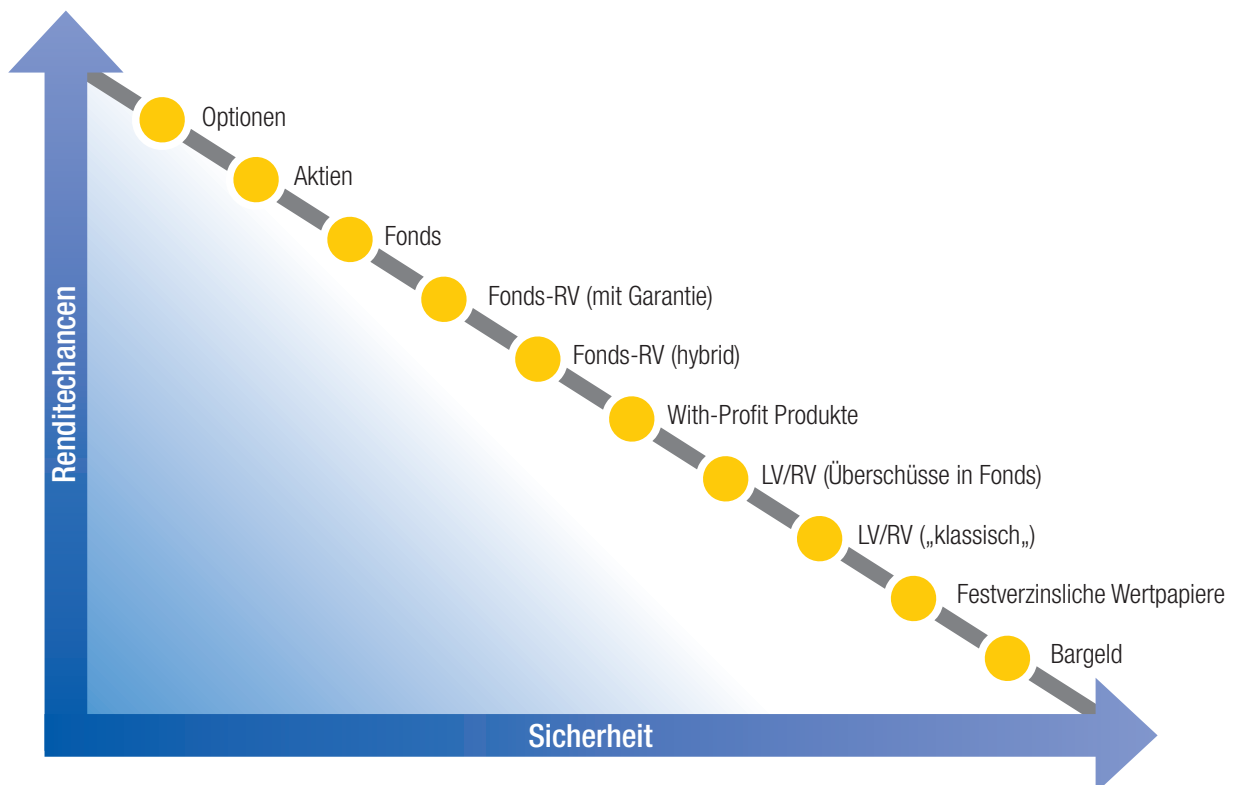 Optionen
Aktien
Fonds
Fonds-RV (mit Garantie)
Fonds-RV (hybrid)
With-Profit Produkte
LV/RV (Überschüsse in Fonds)
LV/RV („klassisch„)
Festverzinsliche Wertpapiere
Bargeld
Renditechancen
Sicherheit